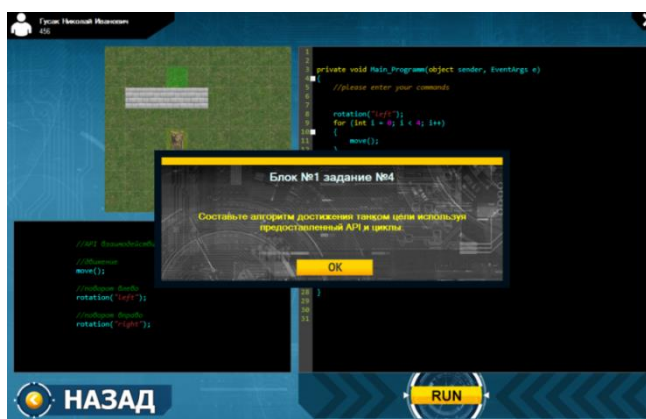 Гусак Николай Иванович
456
X
1
2
3 private void Main_Programm(object sender, EventArgs e)
4 {
5 //please enter your commands
6
7
8 rotation("left");
9 for (int i = 0; i < 4; i++)
10 {
11 move();
Блок №1 задание №4
Составьте алгоритм достижения танком цели используя
предоставленный API и циклы
OK
//Движение
move();
//поворот влево
rotation("left");
//поворот вправо
rotation("right");
28 }
29
30
31
НАЗАД
RUN